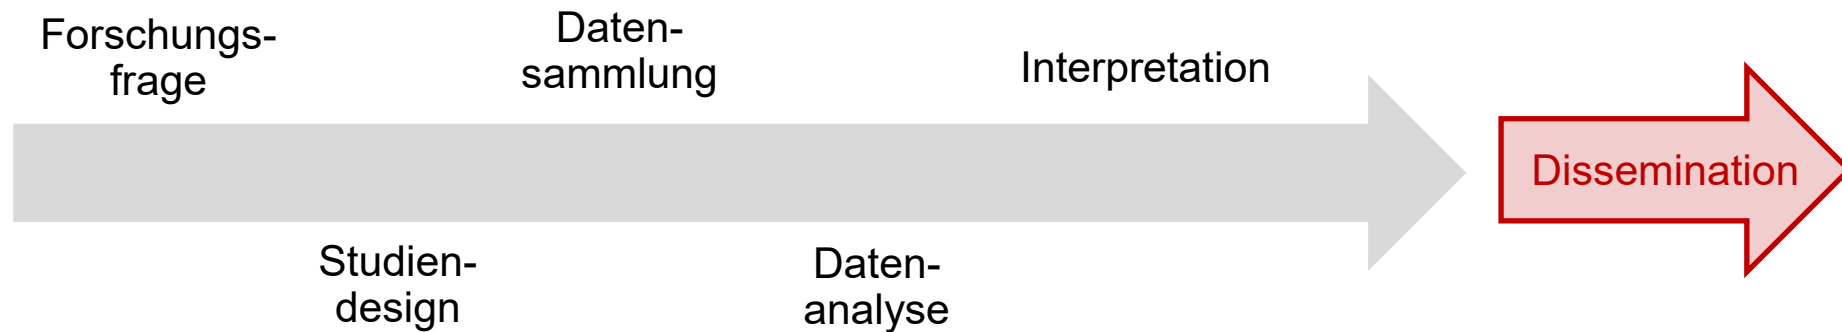 Forschungs-
frage
Studien-
design
Daten-
sammlung
Daten-
analyse
Interpretation
Dissemination